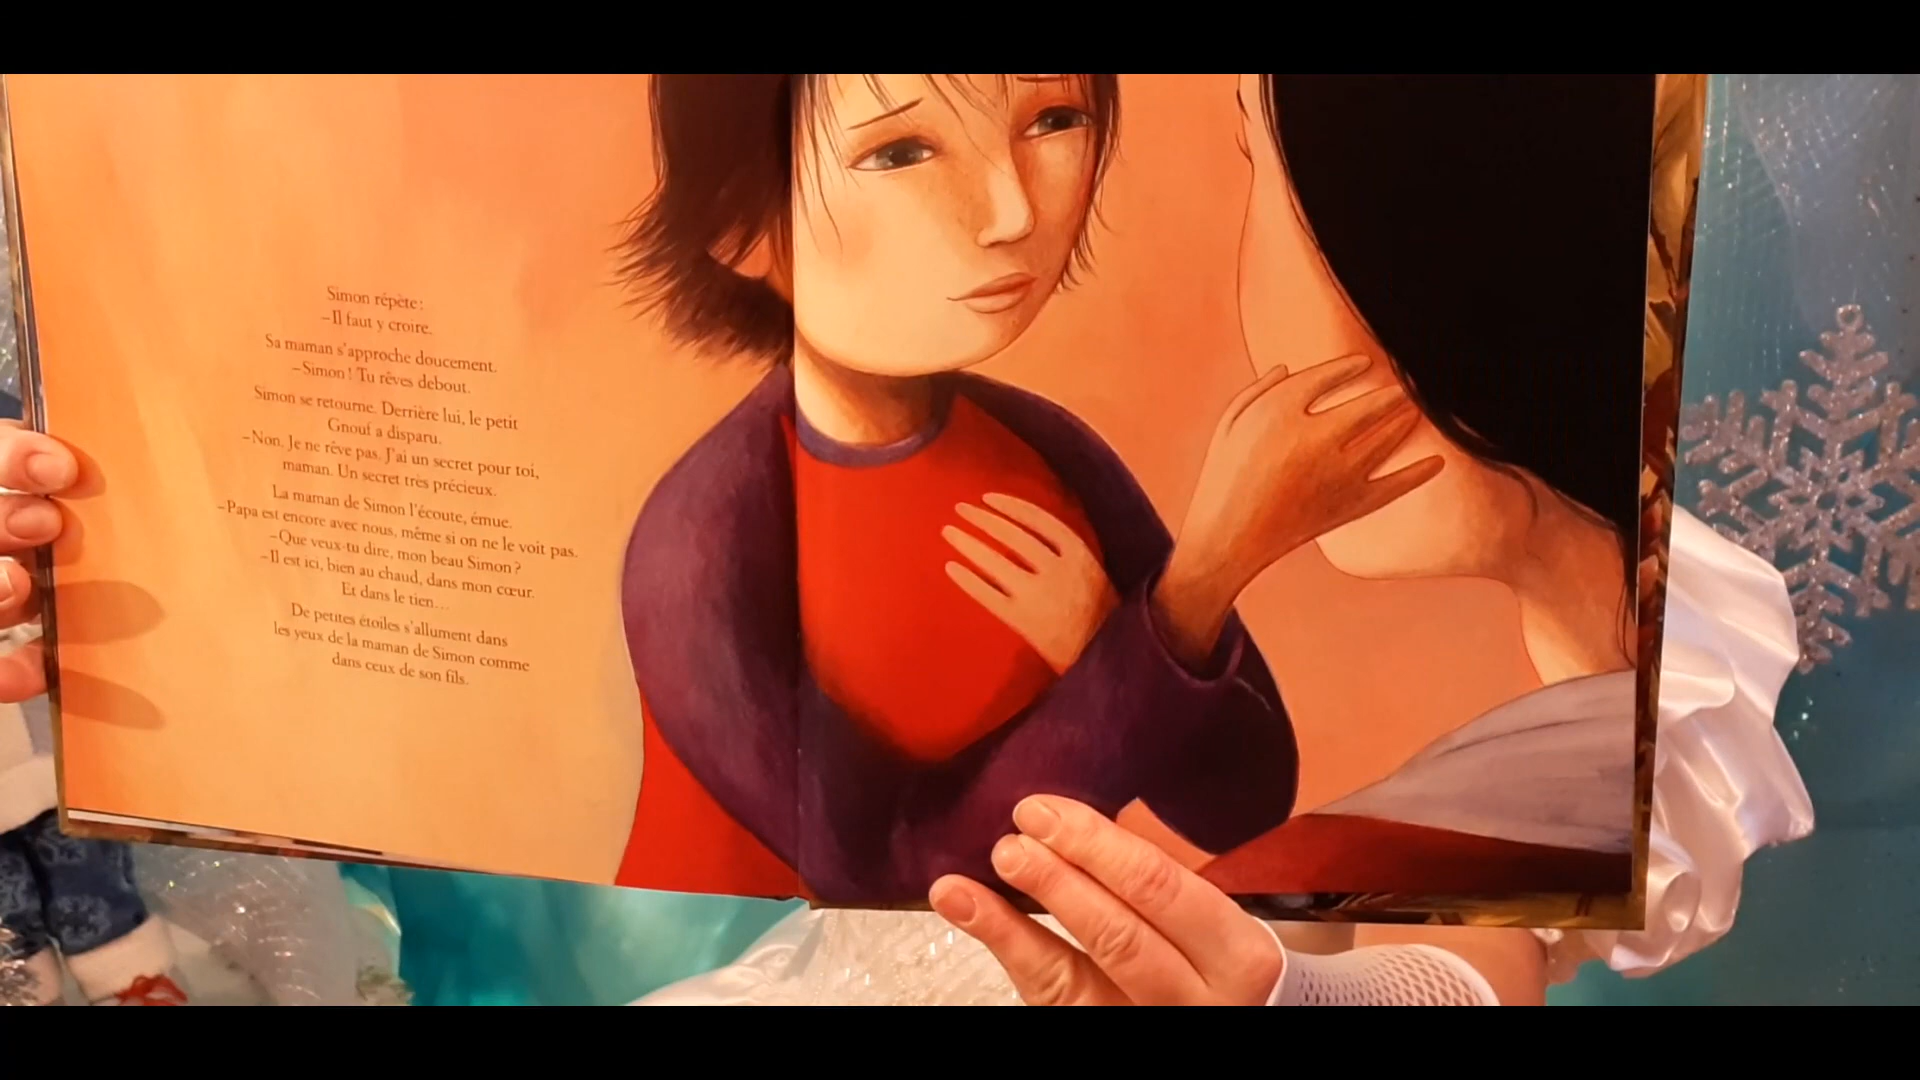 Simon répète :
– Il faut y croire.
Sa maman s'approche doucement.
– Simon ! Tu rêves debout.
Simon se retourne. Derrière lui, le petit
Gnouf a disparu.
– Non. Je ne rêve pas. J'ai un secret pour toi,
maman. Un secret très précieux.
La maman de Simon l'écoute, émue.
– Papa est encore avec nous, même si on ne le voit pas.
– Que veux-tu dire, mon beau Simon ?
– Il est ici, bien au chaud, dans mon cœur.
Et dans le tien…
De petites étoiles s'allument dans
les yeux de la maman de Simon comme
dans ceux de son fils.